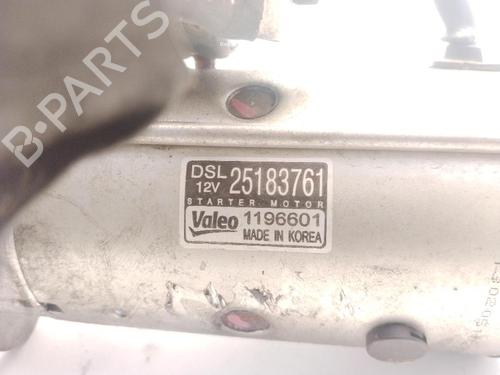 B-PARTS
DSL 12V 25183761
STARTER MOTOR
Valeo 1196601
MADE IN KOREA